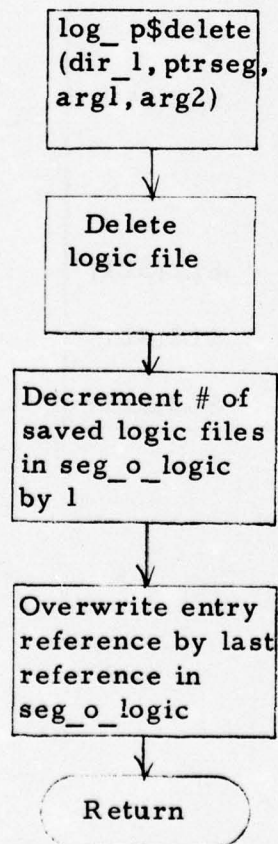 log_ p$delete
(dir_1, ptrseg,
arg1, arg2)
Delete
logic file
Decrement # of
saved logic files
in seg_o_logic
by 1
Overwrite entry
reference by last
reference in
seg_o_logic
Return